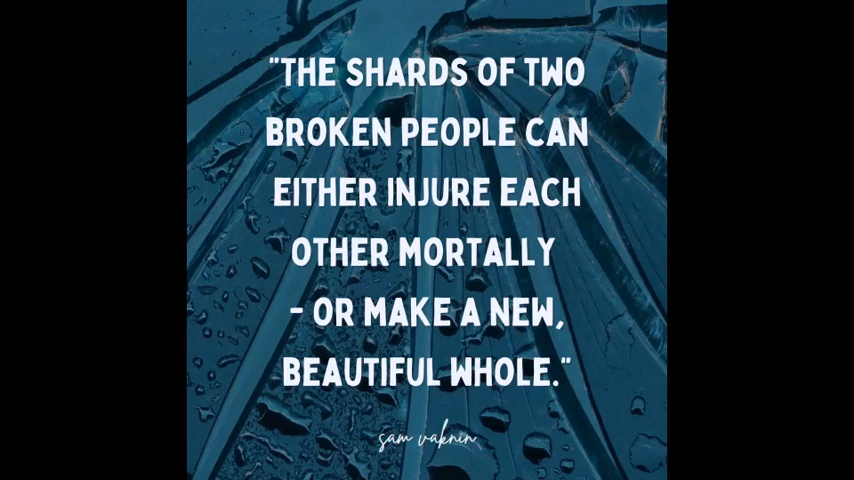 "THE SHARDS OF TWO
BROKEN PEOPLE CAN
EITHER INJURE EACH
OTHER MORTALLY
- OR MAKE A NEW,
BEAUTIFUL WHOLE."
sam vaknin